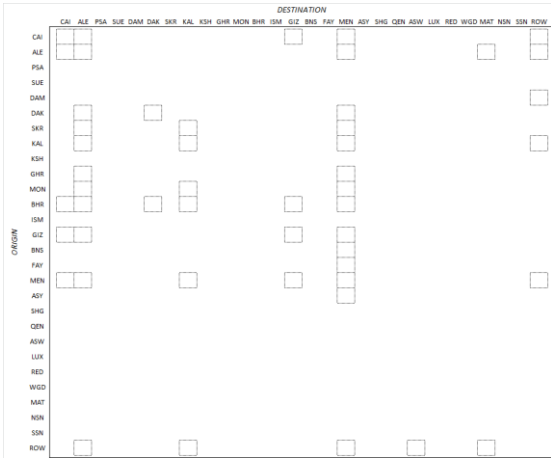 DESTINATION
CAI ALE PSA SUE DAM DAK SKR KAL KSH GHR MON BHR ISM GIZ BNS FAY MEN ASY SHG QEN ASW LUX RED WGD MAT NSN SSN ROW
ORIGIN
CAI
ALE
PSA
SUE
DAM
DAK
SKR
KAL
KSH
GHR
MON
BHR
ISM
GIZ
BNS
FAY
MEN
ASY
SHG
QEN
ASW
LUX
RED
WGD
MAT
NSN
SSN
ROW